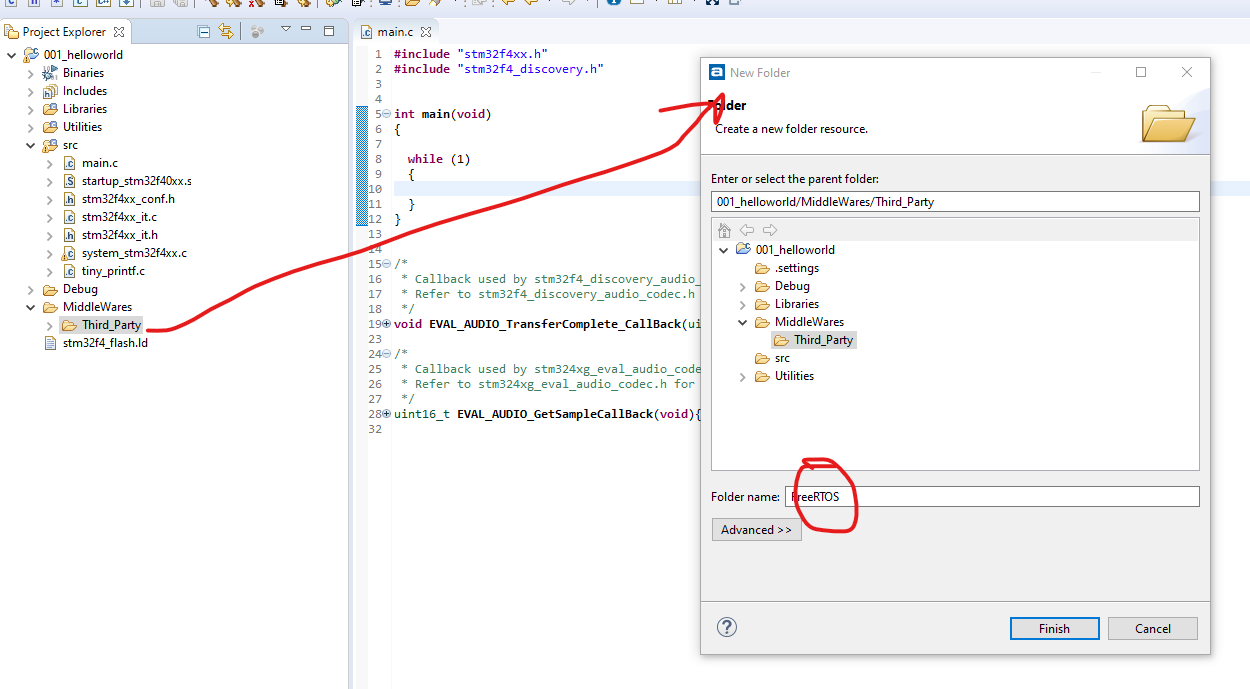 Project Explorer
001_helloworld
Binaries
Includes
Libraries
Utilities
src
main.c
startup_stm32f40xx.s
stm32f4xx_conf.h
stm32f4xx_it.c
stm32f4xx_it.h
system_stm32f4xx.c
tiny_printf.c
Debug
MiddleWares
Third_Party
stm32f4_flash.ld
main.c
1 #include "stm32f4xx.h"
2 #include "stm32f4_discovery.h"
3
4
5 int main(void)
6 {
7
8 while (1)
9 {
10
11 }
12 }
13
14
15 /*
16 * Callback used by stm32f4_discovery_audio_
17 * Refer to stm32f4_discovery_audio_codec.h
18 */
19 void EVAL_AUDIO_TransferComplete_CallBack(ui
23
24 /*
25 * Callback used by stm324xg_eval_audio_code
26 * Refer to stm324xg_eval_audio_codec.h for
27 */
28 uint16_t EVAL_AUDIO_GetSampleCallBack(void){
32
New Folder
Folder
Create a new folder resource.
Enter or select the parent folder:
001_helloworld/MiddleWares/Third_Party
001_helloworld
.settings
Debug
Libraries
MiddleWares
Third_Party
src
Utilities
Folder name: FreeRTOS
Advanced >>
Finish Cancel